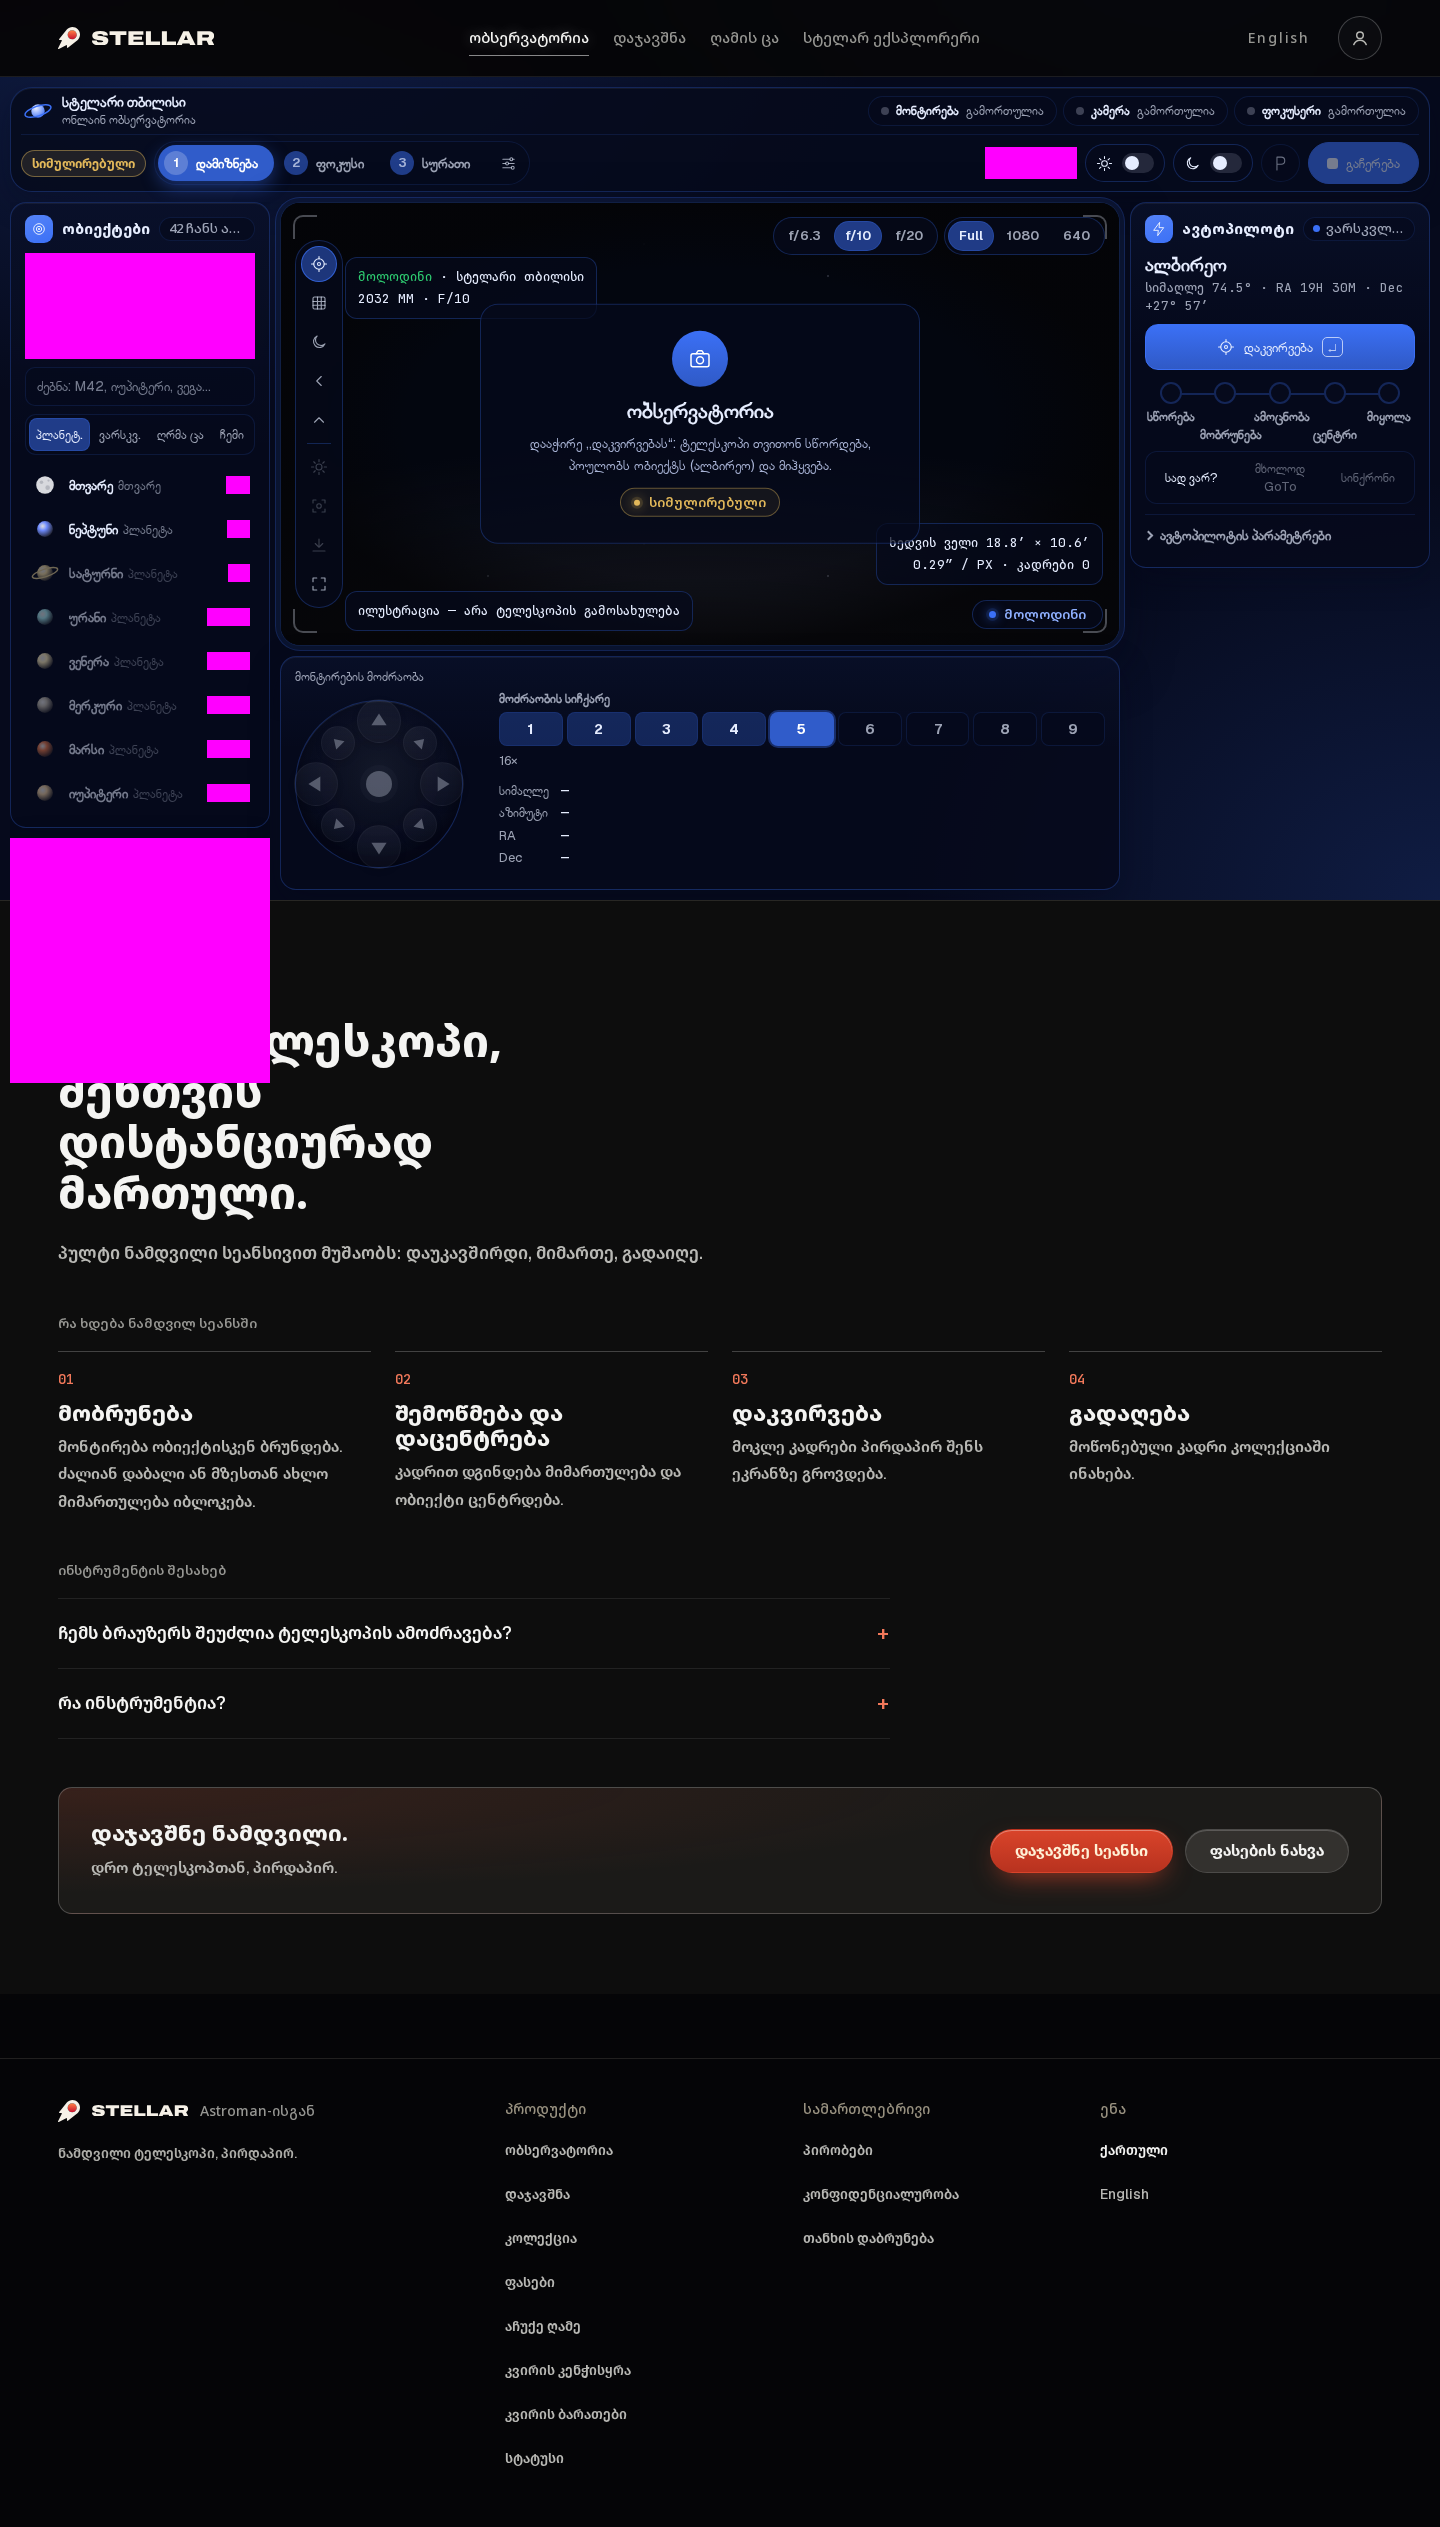 STELLAR
ობსერვატორია
დაჯავშნა
ღამის ცა
სტელარ ექსპლორერი
English
სტელარი თბილისი
ონლაინ ობსერვატორია
მონტირება გამორთულია
კამერა გამორთულია
ფოკუსერი გამორთულია
სიმულირებული
1 დამიზნება
2 ფოკუსი
3 სურათი
P
გაჩერება
ობიექტები
42 ჩანს ა...
ძებნა: M42, იუპიტერი, ვეგა...
პლანეტ.
ვარსკვ.
ღრმა ცა
ჩემი
მთვარე მთვარე
ნეპტუნი პლანეტა
სატურნი პლანეტა
ურანი პლანეტა
ვენერა პლანეტა
მერკური პლანეტა
მარსი პლანეტა
იუპიტერი პლანეტა
f/6.3
f/10
f/20
Full
1080
640
მოლოდინი · სტელარი თბილისი
2032 MM · F/10
ობსერვატორია
დააჭირე „დაკვირვებას“: ტელესკოპი თვითონ სწორდება,
პოულობს ობიექტს (ალბირეო) და მიჰყვება.
სიმულირებული
ხედვის ველი 18.8′ × 10.6′
0.29″ / PX · კადრები 0
ილუსტრაცია — არა ტელესკოპის გამოსახულება
მოლოდინი
მონტირების მოძრაობა
მოძრაობის სიჩქარე
1 2 3 4 5 6 7 8 9
16×
სიმაღლე —
აზიმუტი —
RA —
Dec —
ავტოპილოტი
ვარსკვლ...
ალბირეო
სიმაღლე 74.5° · RA 19H 30M · Dec
+27° 57′
დაკვირვება
სწორება
მობრუნება
ამოცნობა
ცენტრი
მიყოლა
სად ვარ?
მხოლოდ
GoTo
სინქრონი
ავტოპილოტის პარამეტრები
ლესკოპი,
შენთვის
დისტანციურად
მართული.
პულტი ნამდვილი სეანსივით მუშაობს: დაუკავშირდი, მიმართე, გადაიღე.
რა ხდება ნამდვილ სეანსში
01
მობრუნება
მონტირება ობიექტისკენ ბრუნდება.
ძალიან დაბალი ან მზესთან ახლო
მიმართულება იბლოკება.
02
შემოწმება და
დაცენტრება
კადრით დგინდება მიმართულება და
ობიექტი ცენტრდება.
03
დაკვირვება
მოკლე კადრები პირდაპირ შენს
ეკრანზე გროვდება.
04
გადაღება
მოწონებული კადრი კოლექციაში
ინახება.
ინსტრუმენტის შესახებ
ჩემს ბრაუზერს შეუძლია ტელესკოპის ამოძრავება?
+
რა ინსტრუმენტია?
+
დაჯავშნე ნამდვილი.
დრო ტელესკოპთან, პირდაპირ.
დაჯავშნე სეანსი
ფასების ნახვა
STELLAR Astroman-ისგან
ნამდვილი ტელესკოპი, პირდაპირ.
პროდუქტი
ობსერვატორია
დაჯავშნა
კოლექცია
ფასები
აჩუქე ღამე
კვირის კენჭისყრა
კვირის ბარათები
სტატუსი
სამართლებრივი
პირობები
კონფიდენციალურობა
თანხის დაბრუნება
ენა
ქართული
English